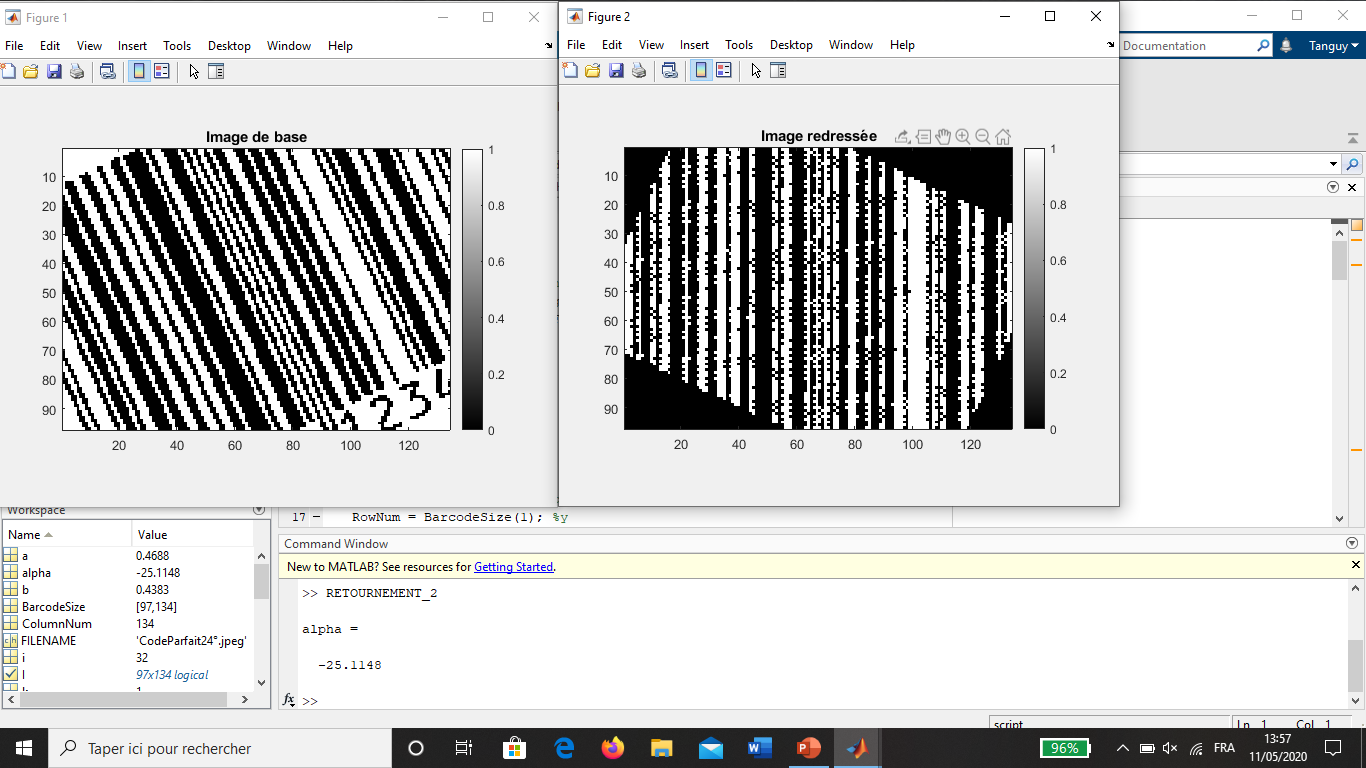 Figure 1
File Edit View Insert Tools Desktop Window Help
Image de base
10
20
30
40
50
60
70
80
90
20 40 60 80 100 120
1
0.8
0.6
0.4
0.2
0
1 2 3
Figure 2
File Edit View Insert Tools Desktop Window Help
Image redressée
10
20
30
40
50
60
70
80
90
20 40 60 80 100 120
1
0.8
0.6
0.4
0.2
0
Documentation
Tanguy
Workspace
Name Value
a 0.4688
alpha -25.1148
b 0.4383
BarcodeSize [97,134]
ColumnNum 134
FILENAME 'CodeParfait24°.jpeg'
i 32
I 97x134 logical
17 – RowNum = BarcodeSize(1); %y
Command Window
New to MATLAB? See resources for Getting Started.
>> RETOURNEMENT_2
alpha =
-25.1148
fx >>
script
Ln 1 Col 1
Taper ici pour rechercher
96%
FRA
13:57
11/05/2020